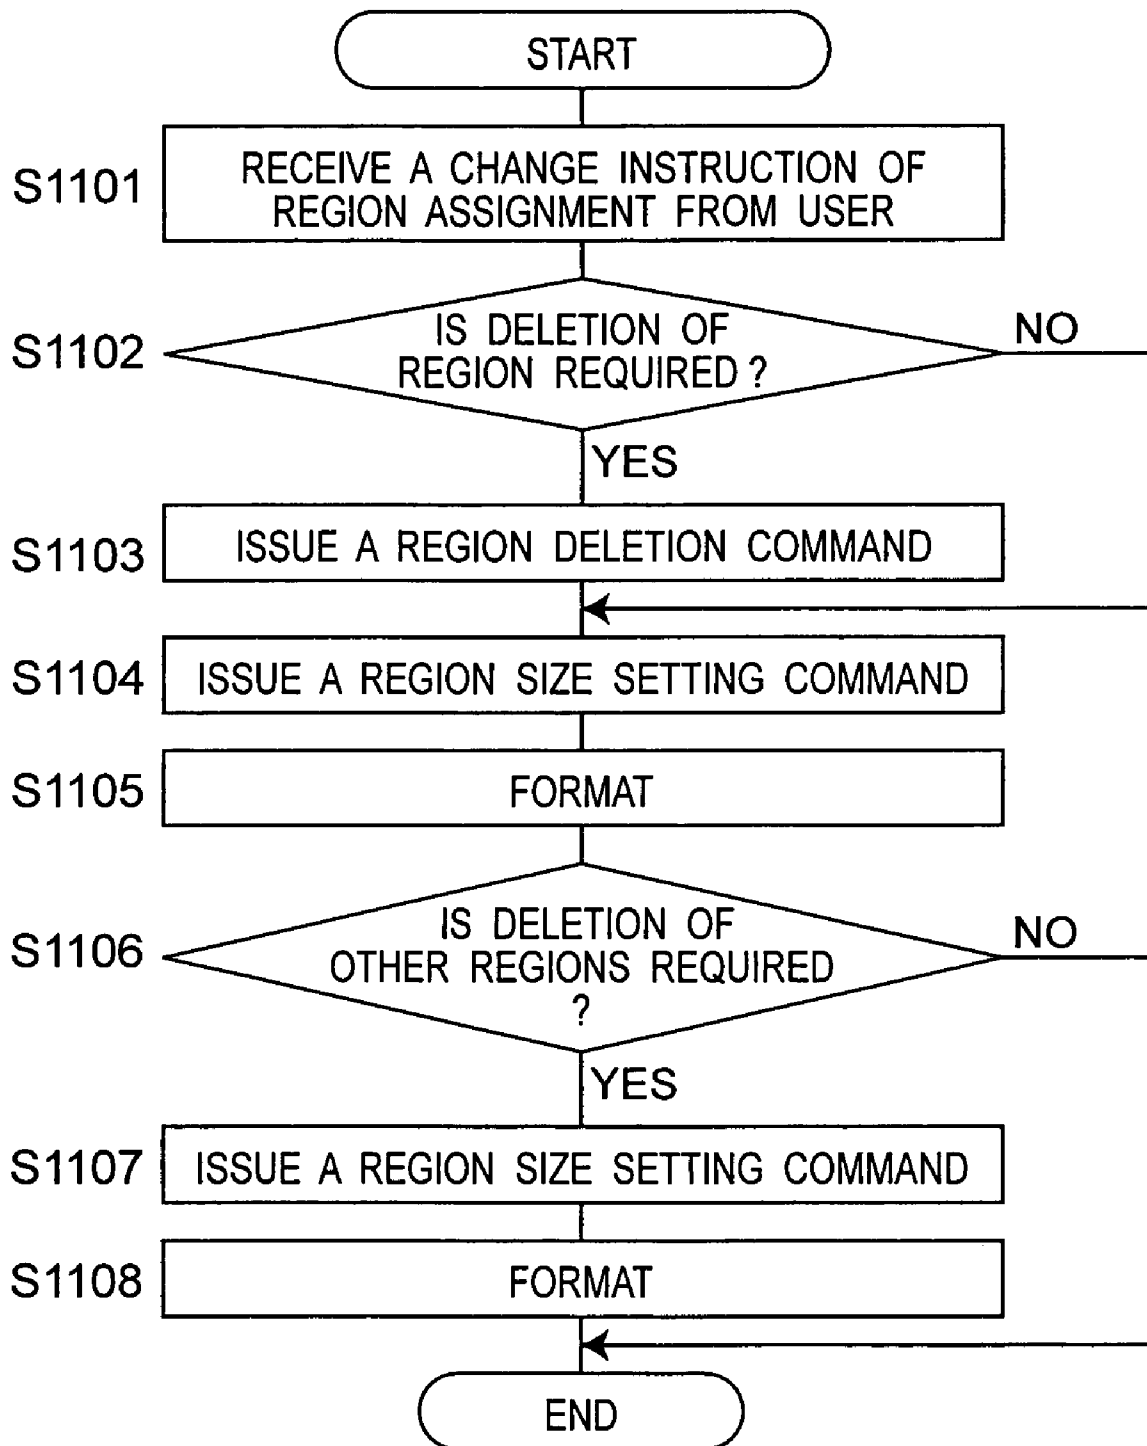 START
S1101
RECEIVE A CHANGE INSTRUCTION OF
REGION ASSIGNMENT FROM USER
S1102
IS DELETION OF
REGION REQUIRED ?
NO
YES
S1103
ISSUE A REGION DELETION COMMAND
S1104
ISSUE A REGION SIZE SETTING COMMAND
S1105
FORMAT
S1106
IS DELETION OF
OTHER REGIONS REQUIRED
?
NO
YES
S1107
ISSUE A REGION SIZE SETTING COMMAND
S1108
FORMAT
END